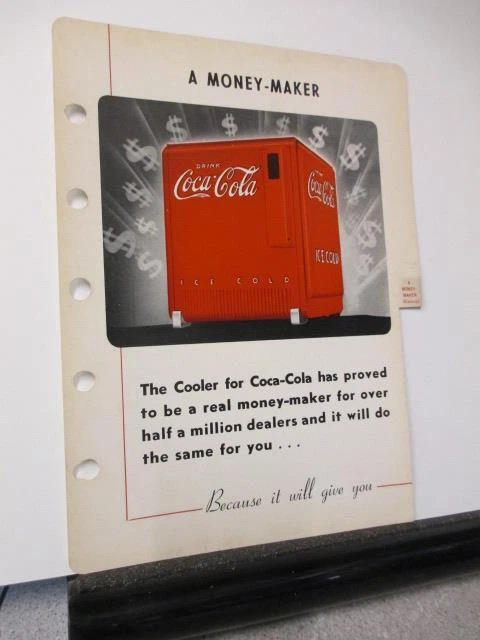 A MONEY-MAKER
DRINK
Coca-Cola
ICE COLD
Coca-Cola
ICE COLD
A
MONEY-
MAKER
The Cooler for Coca-Cola has proved
to be a real money-maker for over
half a million dealers and it will do
the same for you . . .
Because it will give you